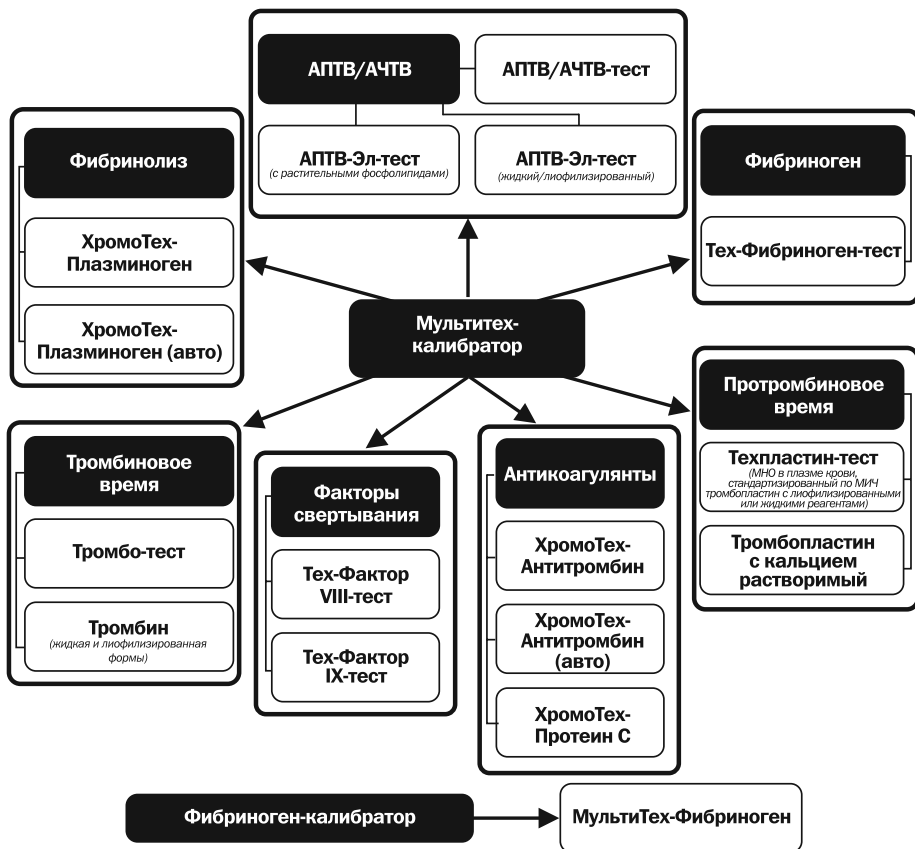 АПТВ/АЧТВ
АПТВ/АЧТВ-тест
АПТВ-Эл-тест
(с растительными фосфолипидами)
АПТВ-Эл-тест
(жидкий/лиофилизированный)
Фибринолиз
ХромоТех-
Плазминоген
ХромоТех-
Плазминоген (авто)
Фибриноген
Тех-Фибриноген-тест
Мультитех-
калибратор
Тромбиновое
время
Тромбо-тест
Тромбин
(жидкая и лиофилизированная
формы)
Факторы
свертывания
Тех-Фактор
VIII-тест
Тех-Фактор
IX-тест
Антикоагулянты
ХромоТех-
Антитромбин
ХромоТех-
Антитромбин
(авто)
ХромоТех-
Протеин С
Протромбиновое
время
Техпластин-тест
(МНО в плазме крови,
стандартизированный по МИЧ
тромбопластин с лиофилизированными
или жидкими реагентами)
Тромбопластин
с кальцием
растворимый
Фибриноген-калибратор
МультиТех-Фибриноген